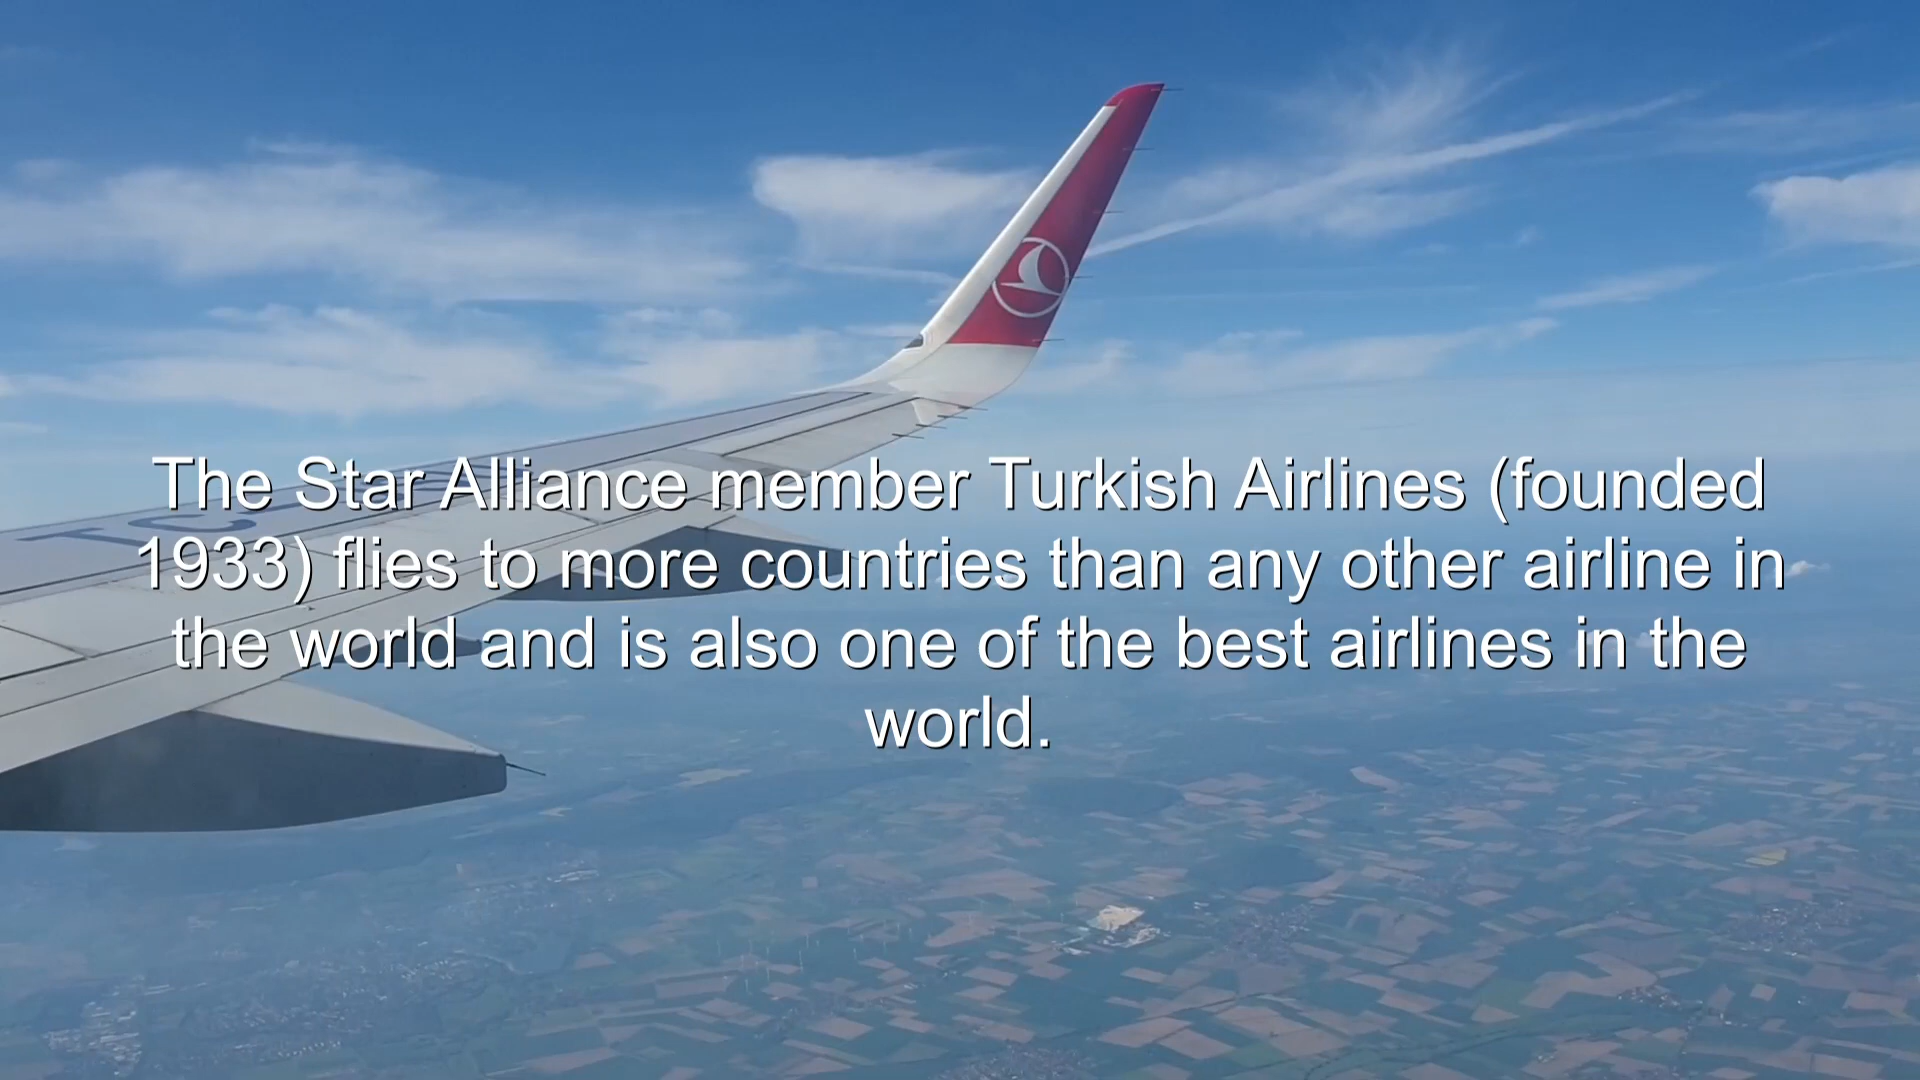 The Star Alliance member Turkish Airlines (founded
1933) flies to more countries than any other airline in
the world and is also one of the best airlines in the
world.